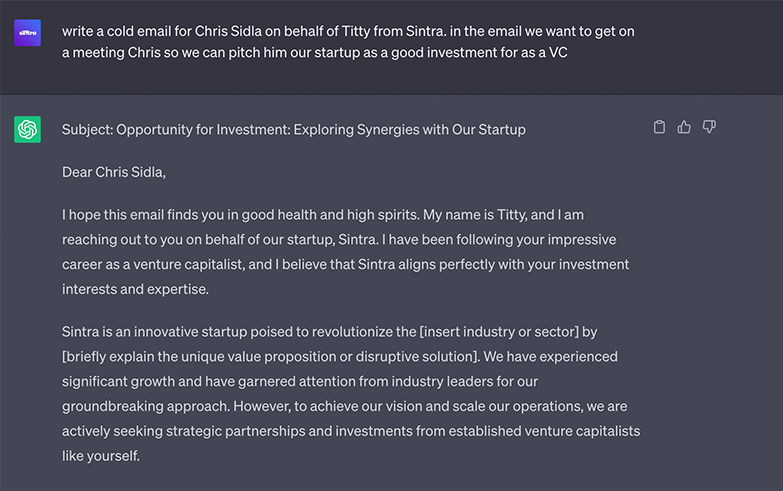 sintra
write a cold email for Chris Sidla on behalf of Titty from Sintra. in the email we want to get on
a meeting Chris so we can pitch him our startup as a good investment for as a VC
Subject: Opportunity for Investment: Exploring Synergies with Our Startup
Dear Chris Sidla,
I hope this email finds you in good health and high spirits. My name is Titty, and I am
reaching out to you on behalf of our startup, Sintra. I have been following your impressive
career as a venture capitalist, and I believe that Sintra aligns perfectly with your investment
interests and expertise.
Sintra is an innovative startup poised to revolutionize the [insert industry or sector] by
[briefly explain the unique value proposition or disruptive solution]. We have experienced
significant growth and have garnered attention from industry leaders for our
groundbreaking approach. However, to achieve our vision and scale our operations, we are
actively seeking strategic partnerships and investments from established venture capitalists
like yourself.